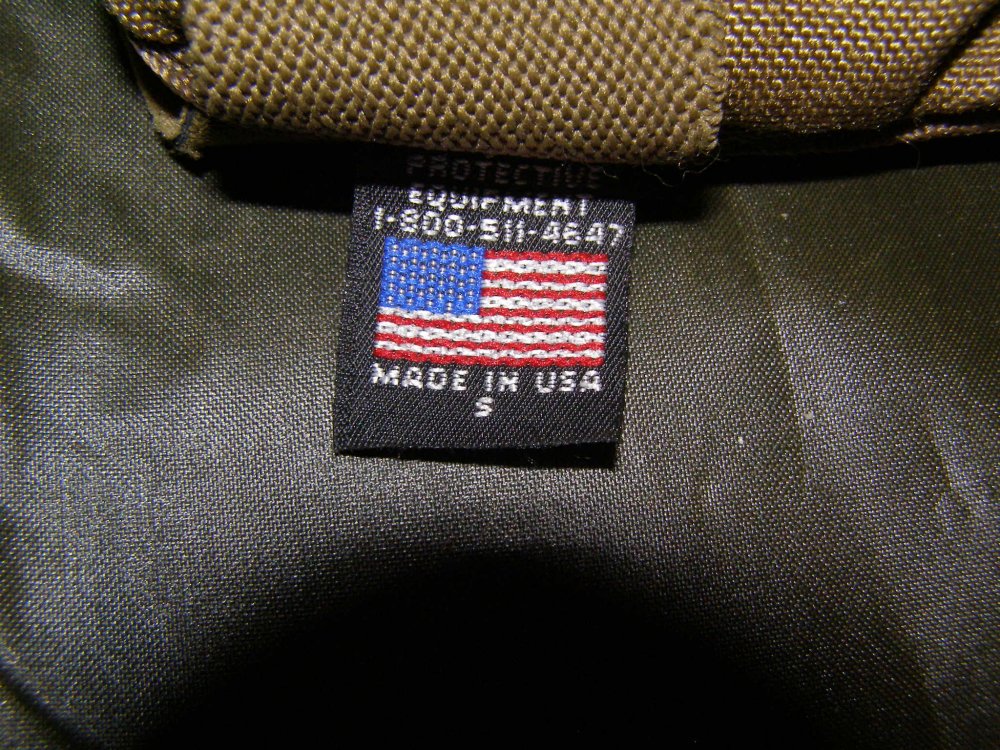 PROTECTIVE
EQUIPMENT
1-800-511-4647
MADE IN USA
S